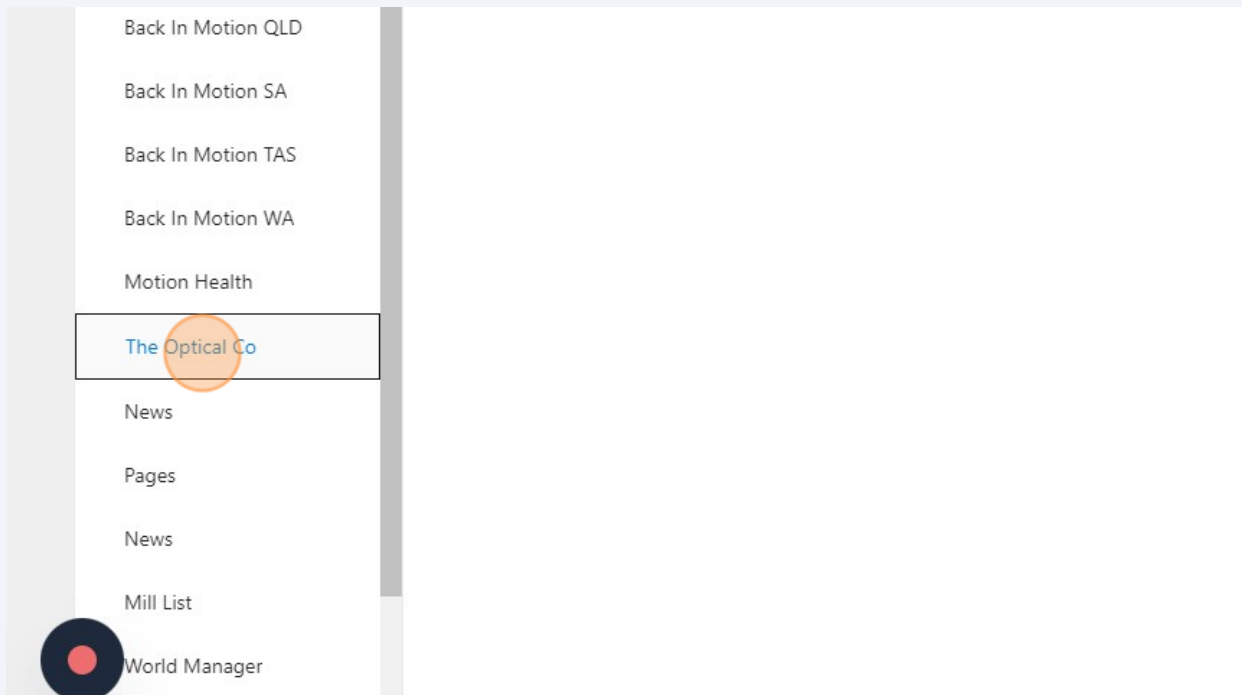 Back In Motion QLD
Back In Motion SA
Back In Motion TAS
Back In Motion WA
Motion Health
The Optical Co
News
Pages
News
Mill List
World Manager